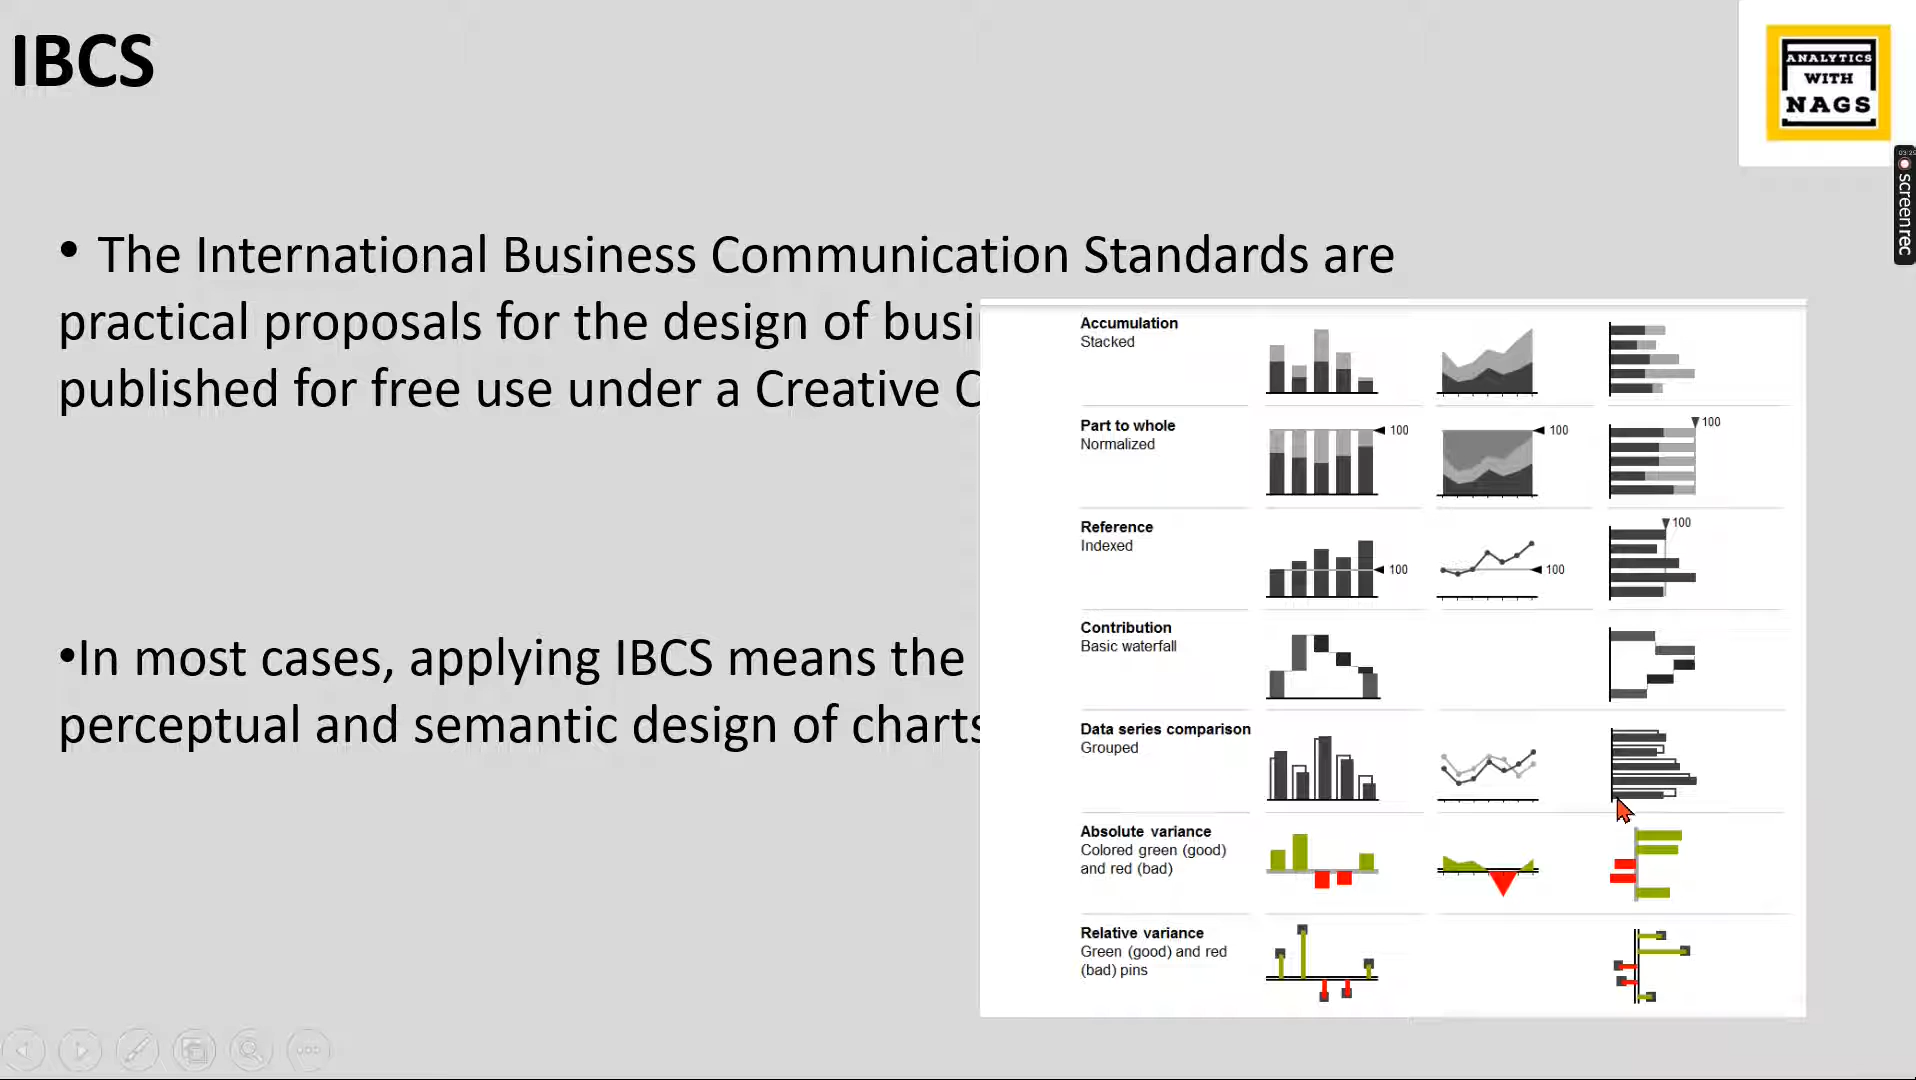 IBCS
ANALYTICS
WITH
NAGS
screenrec
• The International Business Communication Standards are
practical proposals for the design of busi
published for free use under a Creative C
•In most cases, applying IBCS means the
perceptual and semantic design of charts
Accumulation
Stacked
Part to whole
Normalized
100
100
100
Reference
Indexed
100
100
100
Contribution
Basic waterfall
Data series comparison
Grouped
Absolute variance
Colored green (good)
and red (bad)
Relative variance
Green (good) and red
(bad) pins